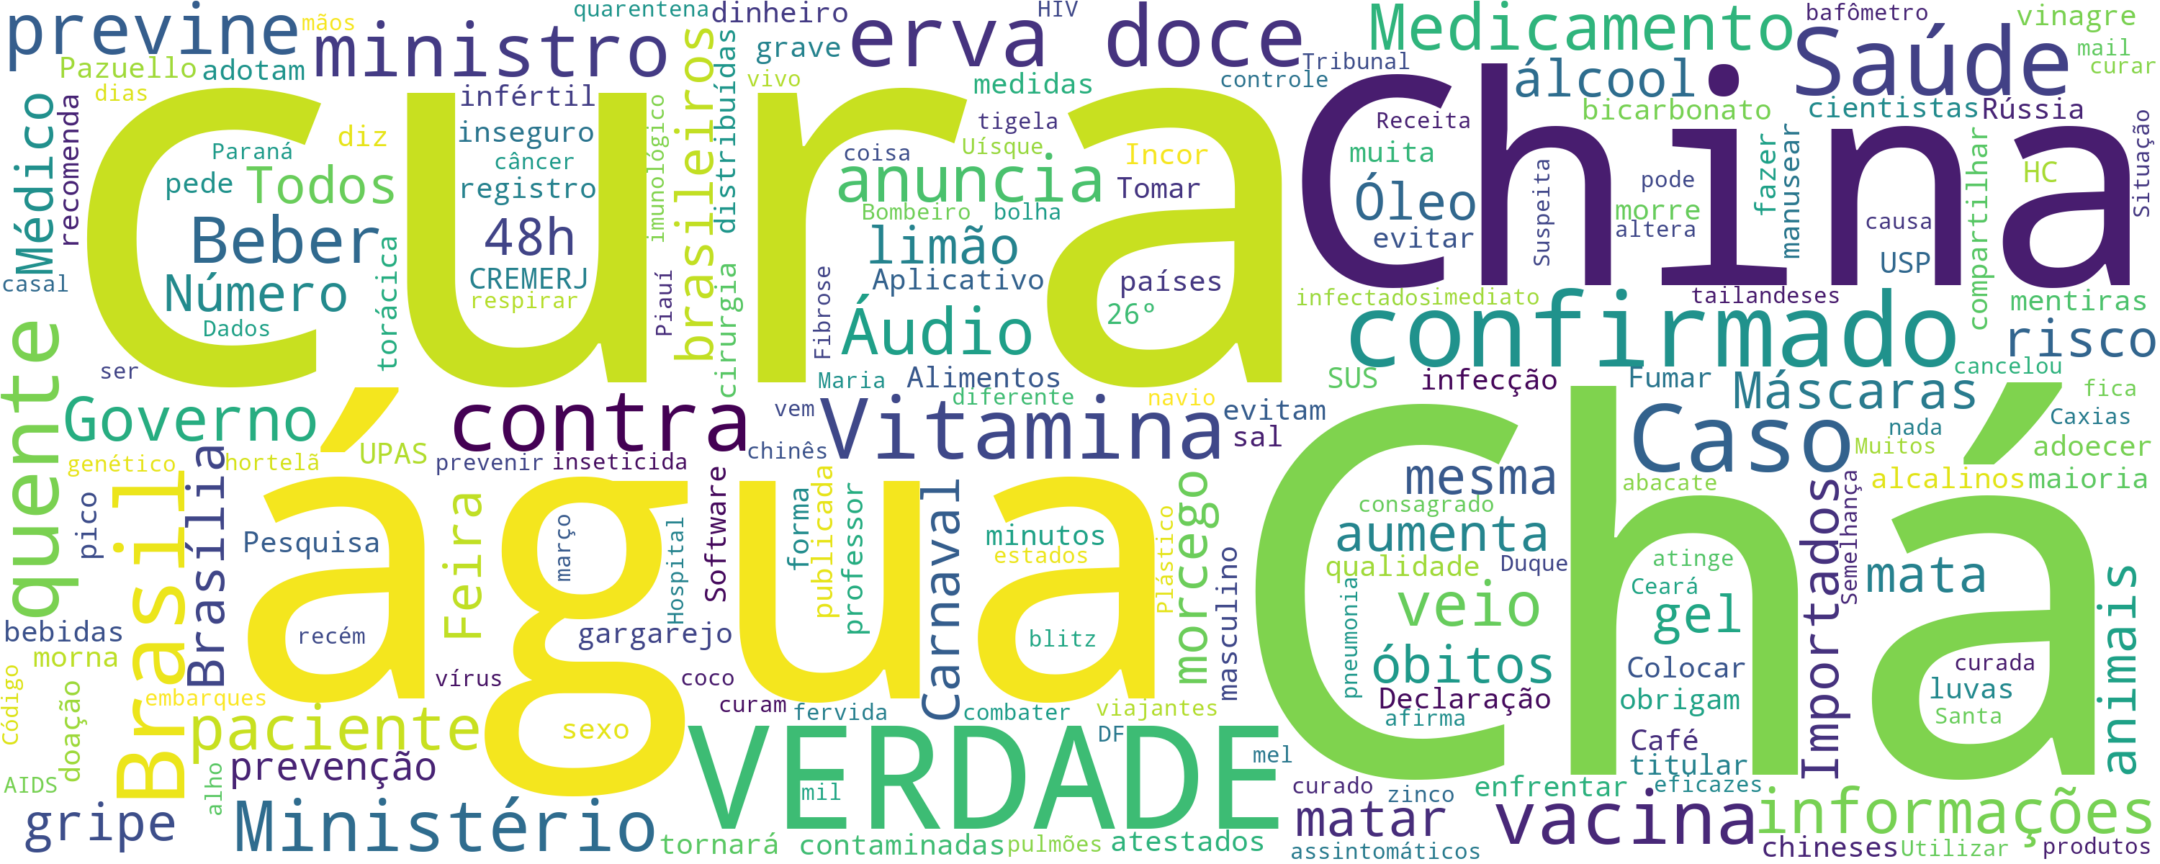 previne
mãos
ministro
quarentena
dinheiro
HIV
grave
erva doce
Medicamento
bafômetro
vinagre
mail
curar
Pazuello
adotam
dias
brasileiros
distribuídas
vivo
medidas
controle
Tribunal
álcool
Saúde
Médico
recomenda
cura
infértil
diz
inseguro
imunológico
tigela
Uísque
China
Receita
bicarbonato
cientistas
Rússia
Situação
Paraná
câncer
coisa
Incor
muita
fazer
manusear
compartilhar
HC
pede
Todos
registro
anuncia
Tomar
Óleo
Suspeita
pode
morre
altera
causa
Beber
48h
Bombeiro
bolha
limão
evitar
USP
casal
Número
torácica
CREMERJ
respirar
Piauí
cirurgia
Fibrose
Aplicativo
países
infectados
imediato
tailandeses
mentiras
Dados
Áudio
26°
confirmado
risco
quente
ser
Maria
Alimentos
SUS
infecção
Fumar
cancelou
Governo
contra
vem
diferente
Vitamina
navio
evitam
sal
Máscaras
Caso
fica
Caxias
nada
Muitos
adoecer
genético
hortelã
UPAS
prevenir
inseticida
chinês
Chá
mesma
abacate
alcalinos
maioria
pico
Brasil
Brasília
água
Feira
Software
forma
publicada
professor
Carnaval
morcego
consagrado
Importados
Semelhança
Pesquisa
março
Hospital
minutos
estados
Plástico
masculino
aumenta
qualidade
Duque
atinge
Ceará
mata
animais
bebidas
morna
recém
gargarejo
blitz
pneumonia
veio
gel
óbitos
Colocar
curada
luvas
Código
doação
embarques
vírus
coco
curam
fervida
combater
viajantes
Declaração
afirma
obrigam
Santa
paciente
sexo
VERDADE
DF
mel
Café
titular
AIDS
alho
prevenção
mil
curado
zinco
enfrentar
eficazes
gripe
Ministério
tornará
contaminadas
pulmões
atestados
matar
assintomáticos
vacina
informações
chineses
Utilizar
produtos